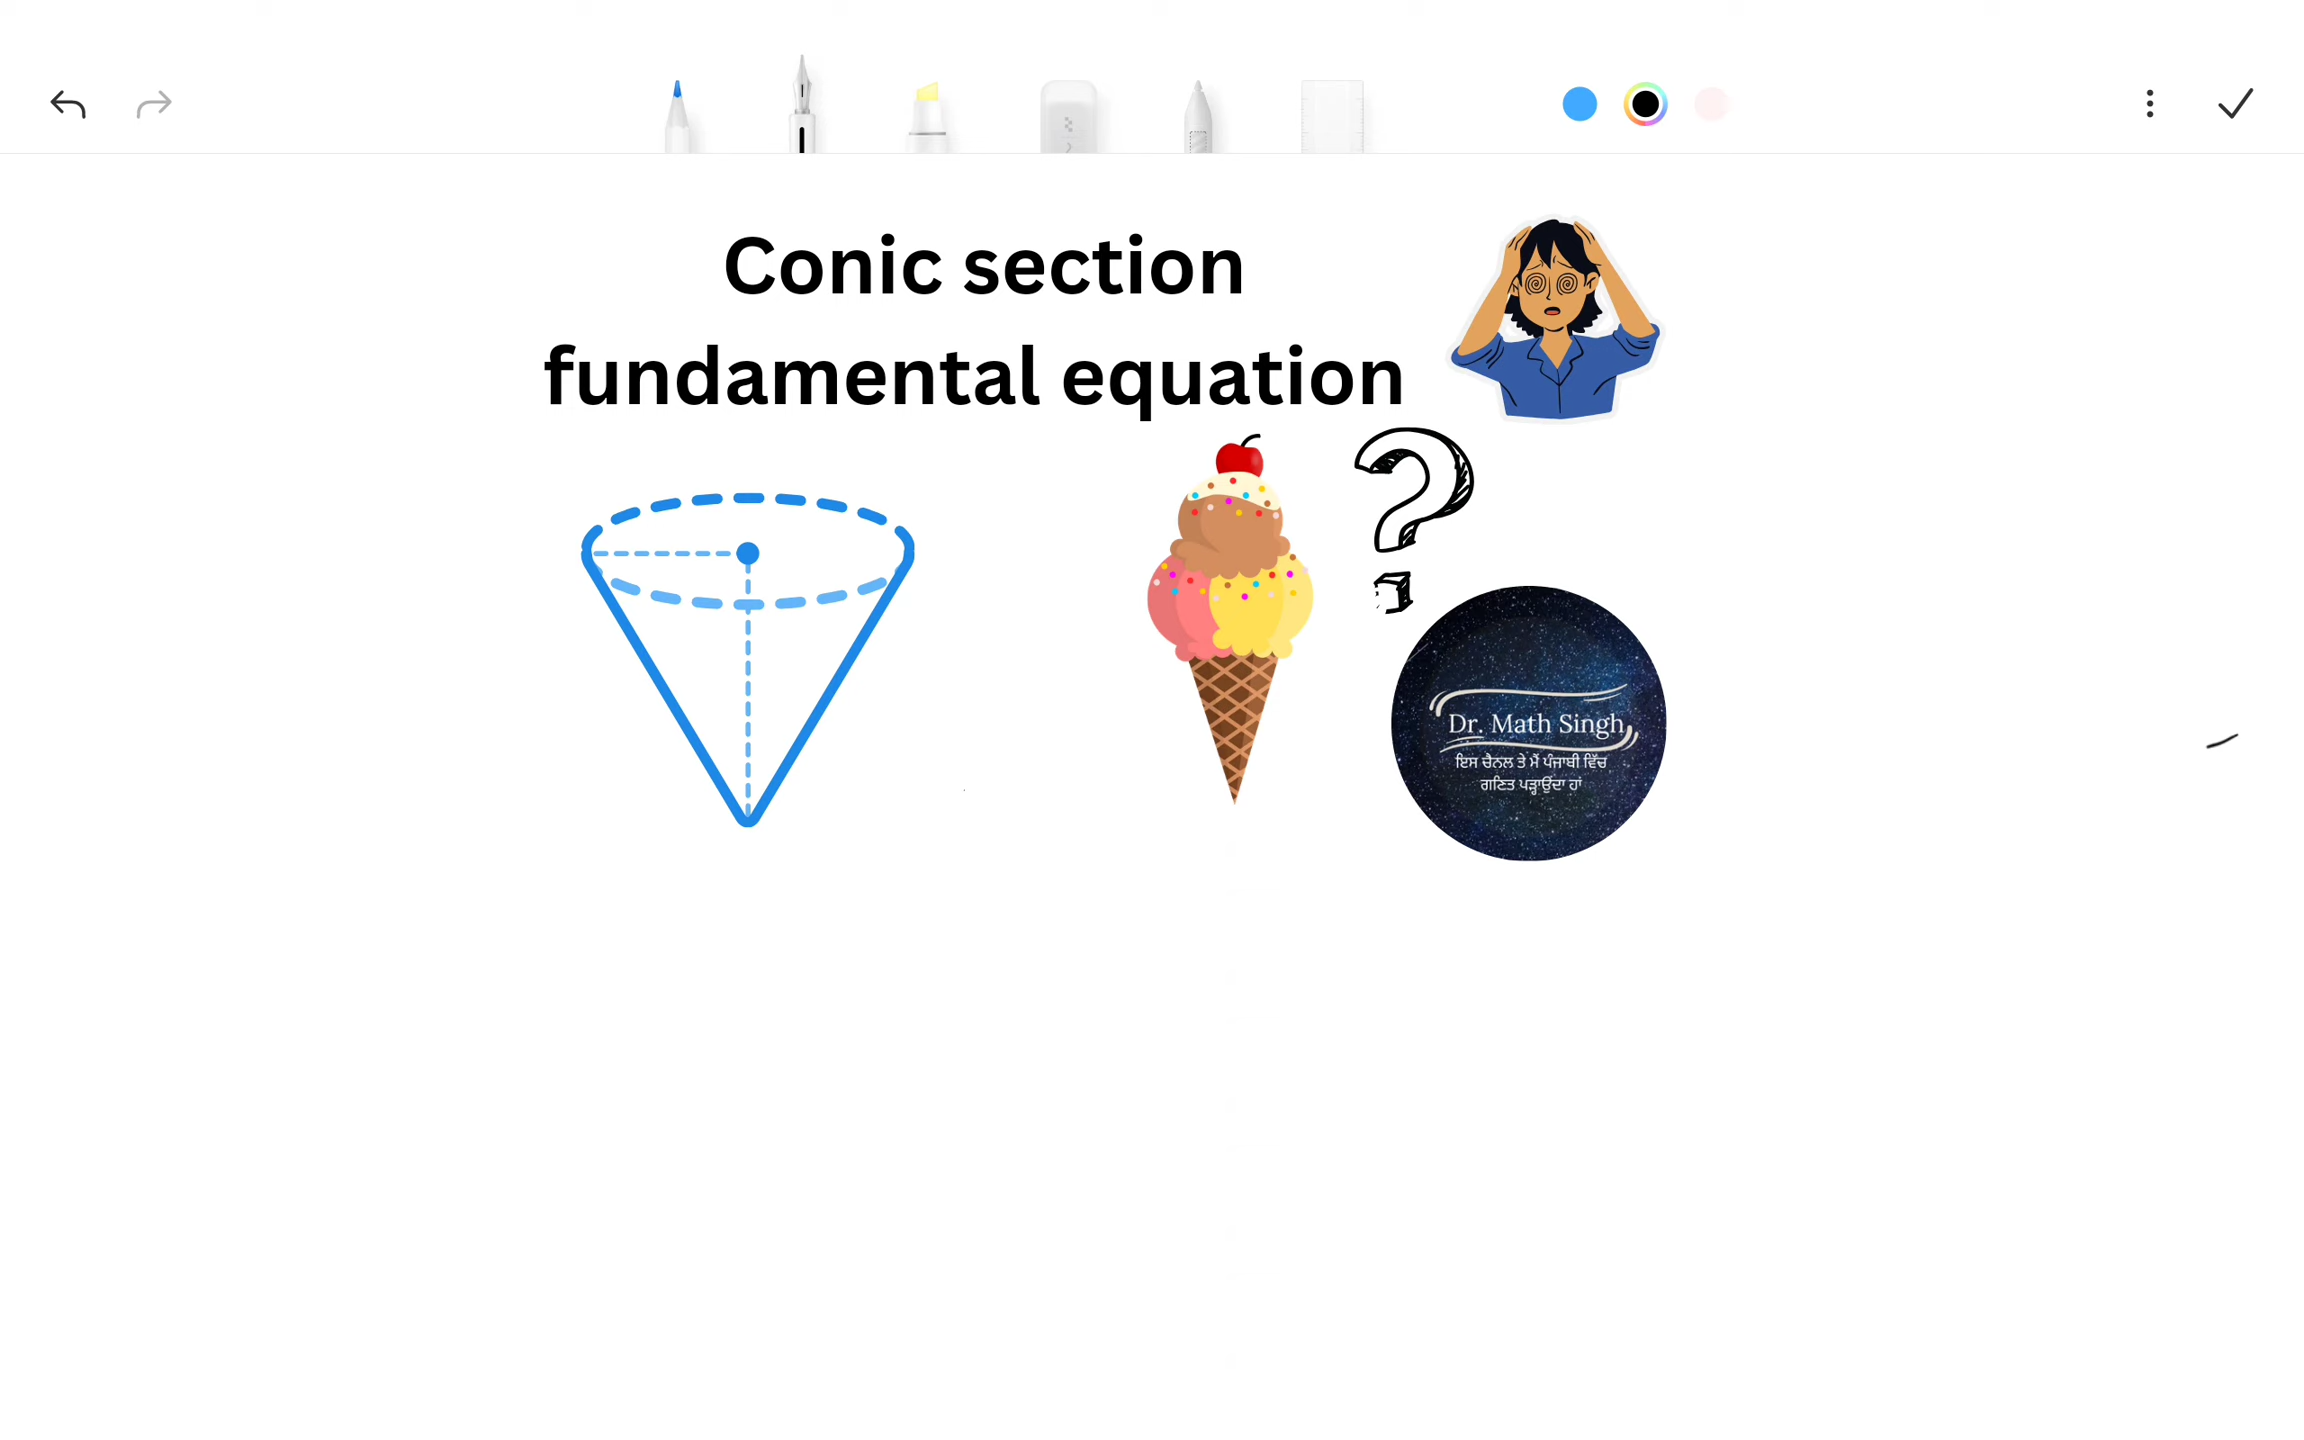 Conic section
fundamental equation
?
Dr. Math Singh
ਇਸ ਚੈਨਲ ਤੇ ਮੈਂ ਪੰਜਾਬੀ ਵਿੱਚ
ਗਣਿਤ ਪੜ੍ਹਾਉਂਦਾ ਹਾਂ